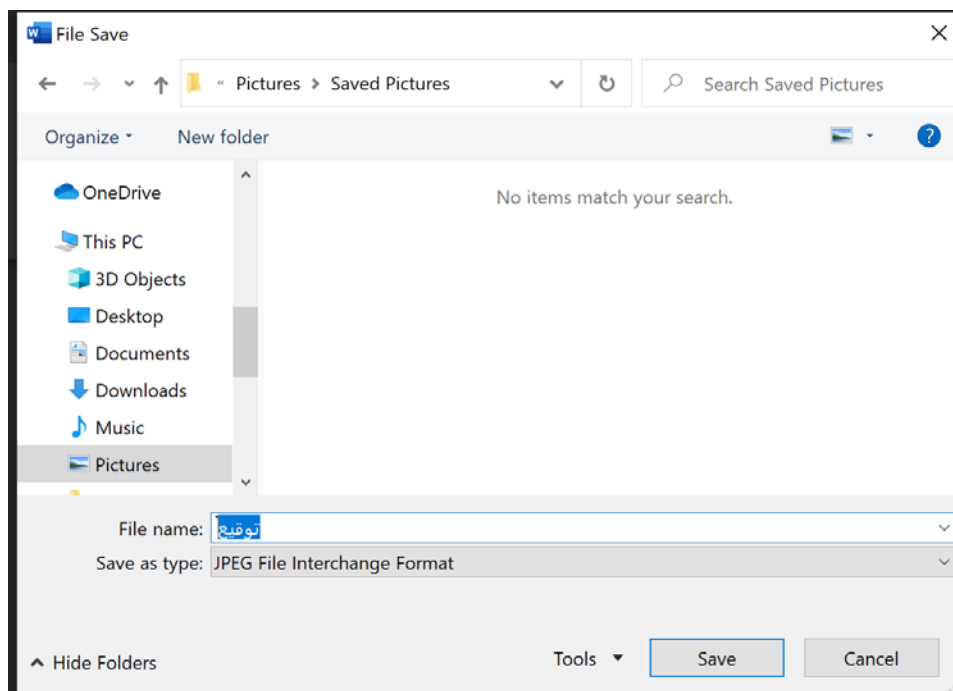 File Save
« Pictures > Saved Pictures
Search Saved Pictures
Organize
New folder
?
OneDrive
No items match your search.
This PC
3D Objects
Desktop
Documents
Downloads
Music
Pictures
File name: توقيع
Save as type: JPEG File Interchange Format
Hide Folders
Tools
Save
Cancel